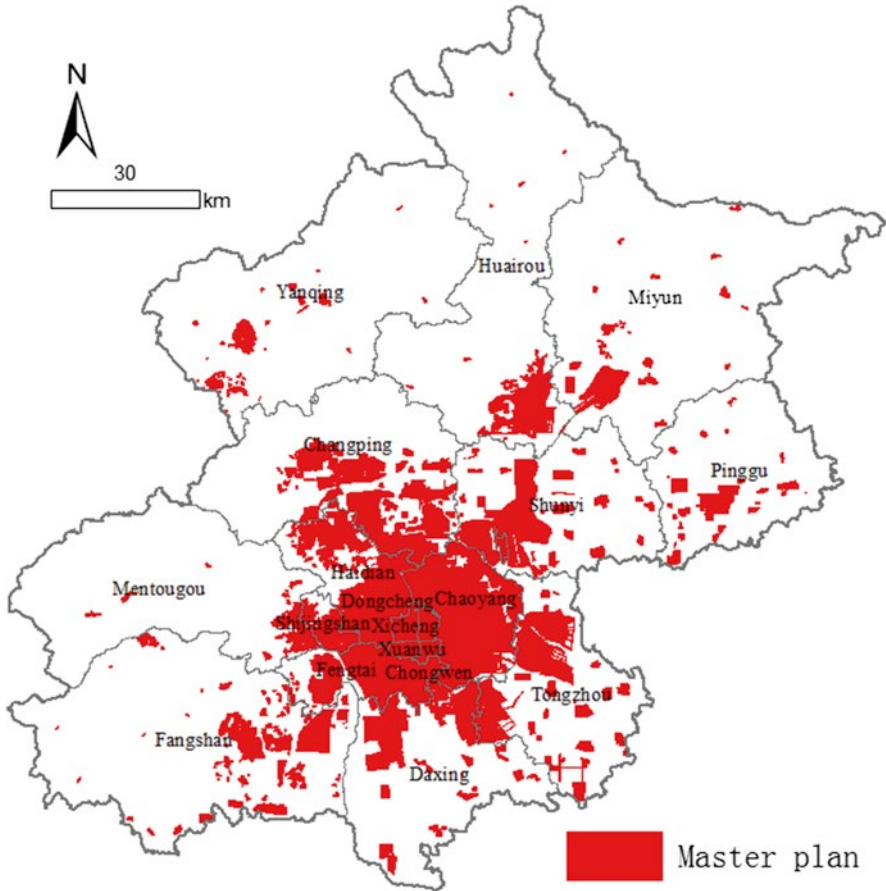 N
30
km
Huairou
Yanqing
Miyun
Changping
Pinggu
Shunyi
Haidian
Mentougou
Dongcheng
Chaoyang
Shijingshan
Xicheng
Xuanwu
Fengtai
Chongwen
Tongzhou
Fangshan
Daxing
Master plan